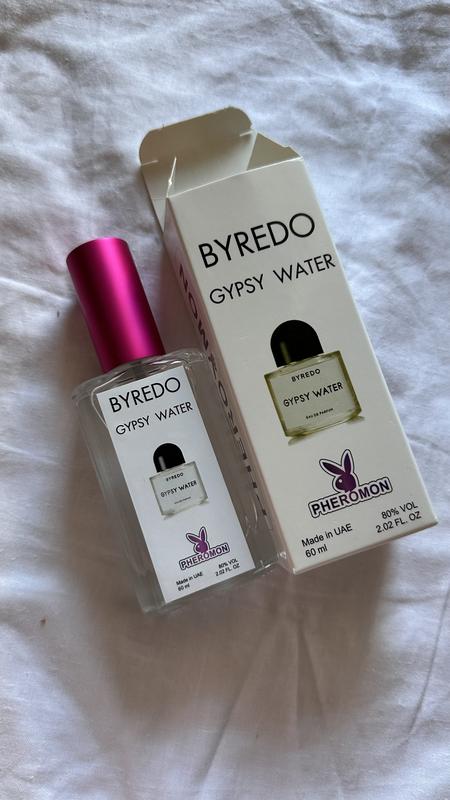 BYREDO
GYPSY WATER
BYREDO
GYPSY WATER
EAU DE PARFUM
PHEROMON
Made in UAE
60 ml
80% VOL
2.02 FL. OZ
BYREDO
GYPSY WATER
BYREDO
GYPSY WATER
PHEROMON
Made in UAE
60 ml
80% VOL
2.02 FL. OZ